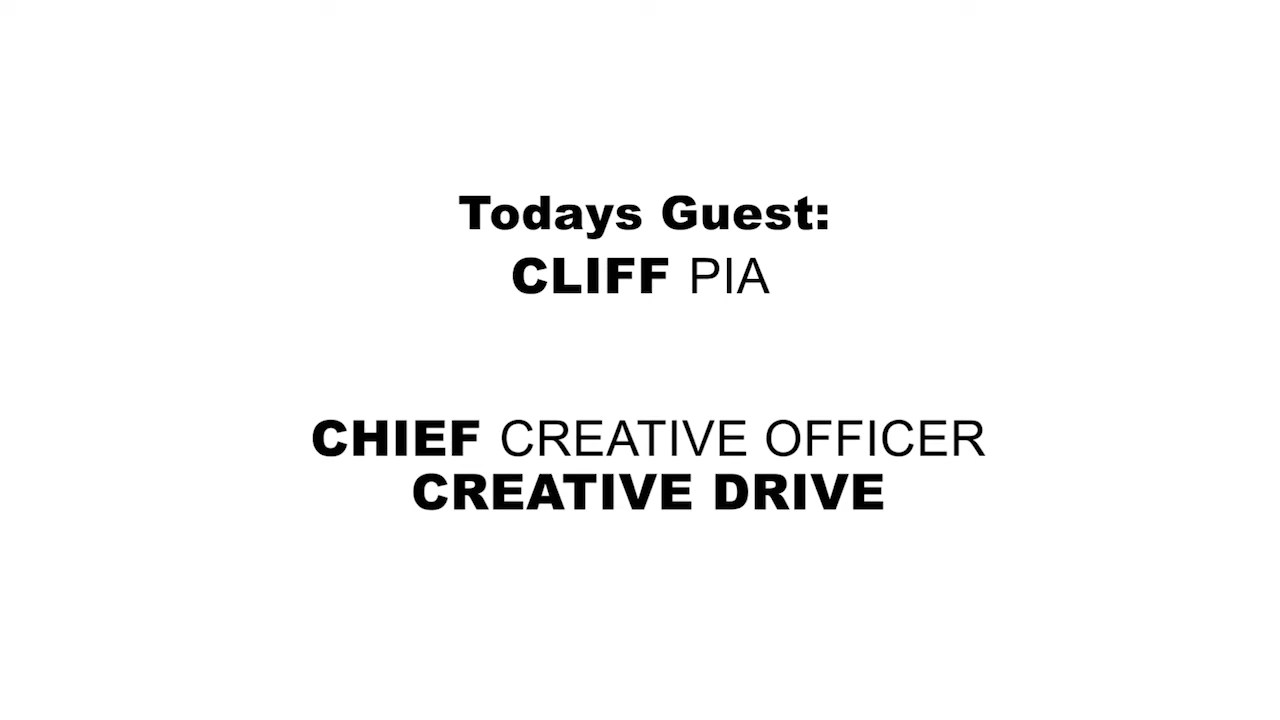 Todays Guest:
CLIFF PIA
CHIEF CREATIVE OFFICER
CREATIVE DRIVE